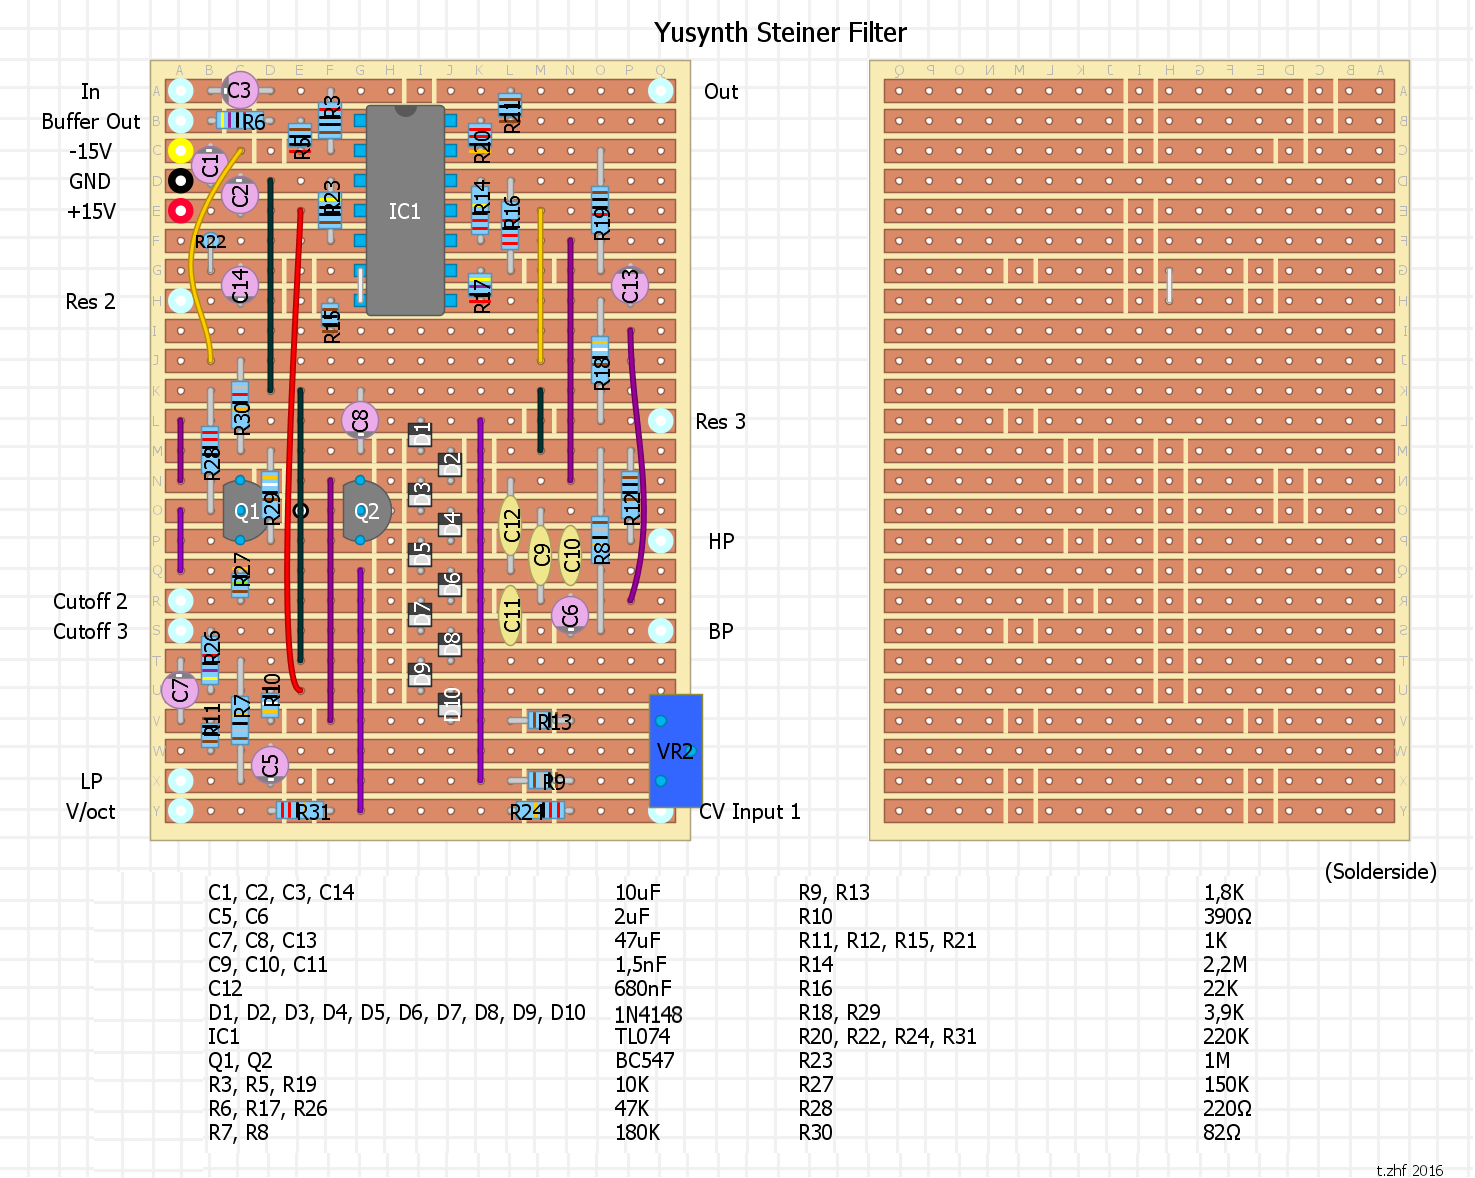 Yusynth Steiner Filter
A B C D E F G H I J K L M N O P Q
Q P O N M L K J I H G F E D C B A
In
Buffer Out
-15V
GND
+15V
Res 2
Cutoff 2
Cutoff 3
LP
V/oct
Out
Res 3
HP
BP
CV Input 1
A
B
C
D
E
F
G
H
I
J
K
L
M
N
O
P
Q
R
S
T
U
V
W
X
Y
C3
R6
R3
R5
R21
R20
C1
C2
R23
IC1
R14
R16
R19
R22
C14
R15
R17
C13
R18
R30
C8
D1
R28
D2
Q1
R29
Q2
D3
R12
D4
C12
C9
C10
R8
D5
R27
D6
D7
C11
C6
R26
D8
C7
R10
D9
D10
R11
R7
R13
VR2
C5
R9
R31
R24
(Solderside)
C1, C2, C3, C14 10uF
C5, C6 2uF
C7, C8, C13 47uF
C9, C10, C11 1,5nF
C12 680nF
D1, D2, D3, D4, D5, D6, D7, D8, D9, D10 1N4148
IC1 TL074
Q1, Q2 BC547
R3, R5, R19 10K
R6, R17, R26 47K
R7, R8 180K
R9, R13 1,8K
R10 390Ω
R11, R12, R15, R21 1K
R14 2,2M
R16 22K
R18, R29 3,9K
R20, R22, R24, R31 220K
R23 1M
R27 150K
R28 220Ω
R30 82Ω
t.zhf 2016